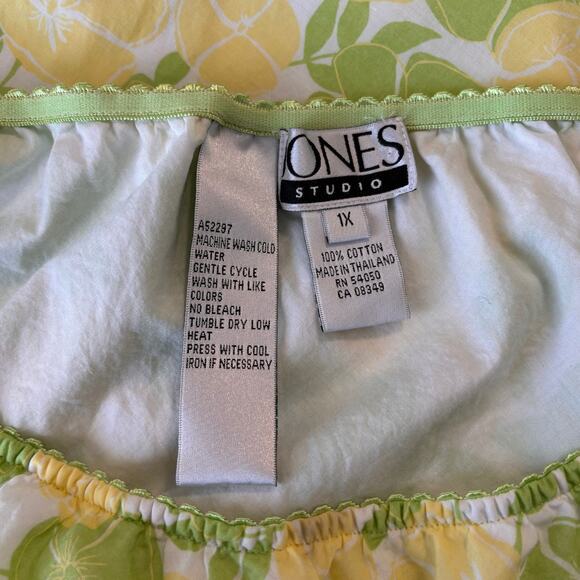 A52297
MACHINE WASH COLD
WATER
GENTLE CYCLE
WASH WITH LIKE
COLORS
NO BLEACH
TUMBLE DRY LOW
HEAT
PRESS WITH COOL
IRON IF NECESSARY
JONES
STUDIO
1X
100% COTTON
MADE IN THAILAND
RN 54050
CA 08349